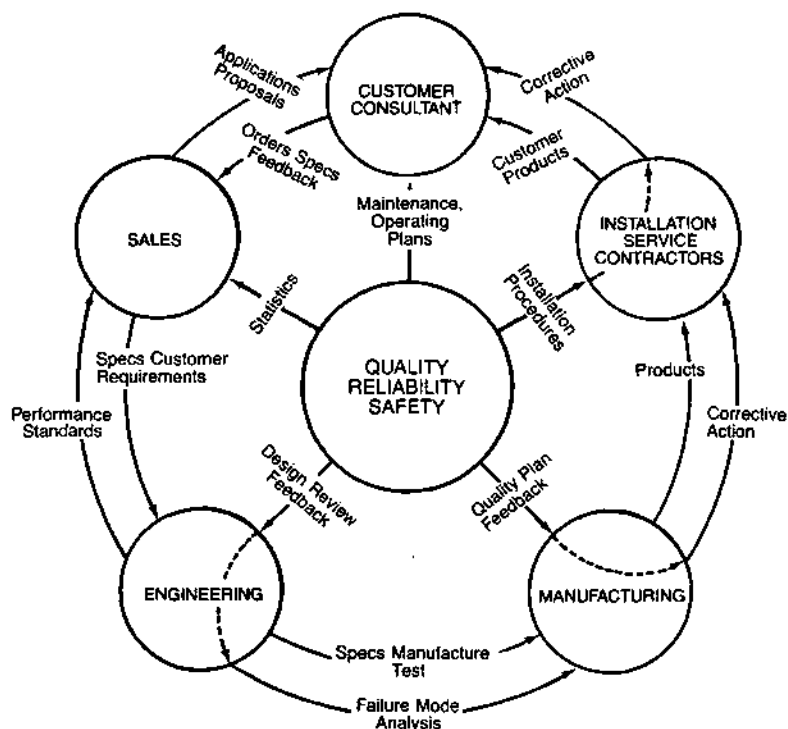 Applications
Proposals
CUSTOMER
CONSULTANT
Corrective
Action
Orders Specs
Feedback
Customer
Products
SALES
Maintenance,
Operating
Plans
INSTALLATION
SERVICE
CONTRACTORS
Statistics
Installation
Procedures
QUALITY
RELIABILITY
SAFETY
Specs Customer
Requirements
Products
Performance
Standards
Corrective
Action
Design Review
Feedback
Quality Plan
Feedback
ENGINEERING
MANUFACTURING
Specs Manufacture
Test
Failure Mode
Analysis